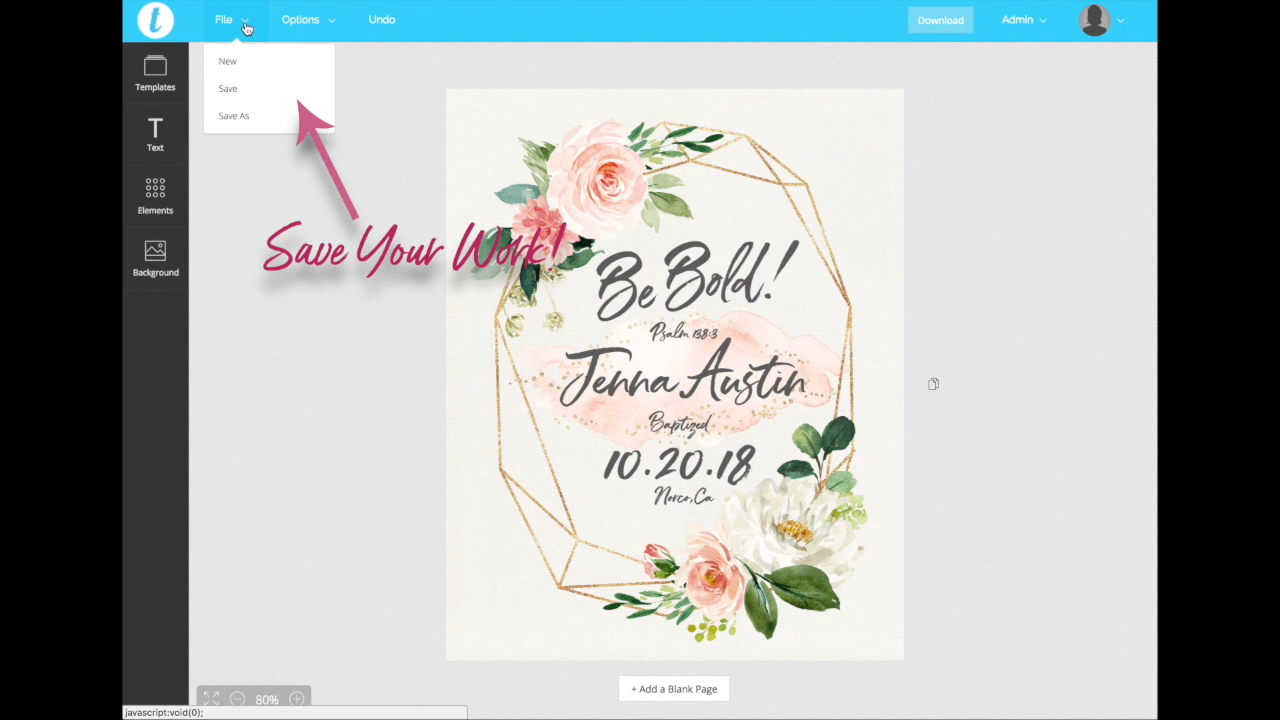 t
File
Options
Undo
Download
Admin
New
Save
Save As
Templates
Text
Elements
Background
Save Your Work!
Be Bold!
Psalm 138:3
Jenna Austin
Baptized
10.20.18
Norco, Ca
+ Add a Blank Page
80%
javascript:void(0);